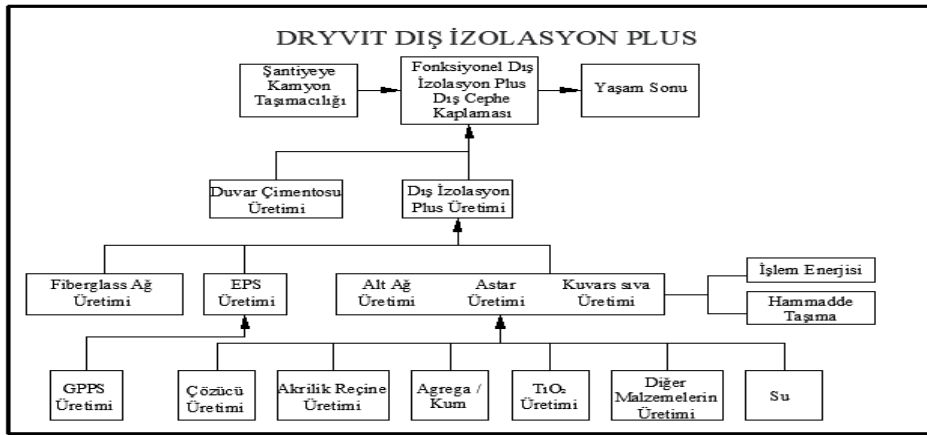 DRYVIT DIŞ İZOLASYON PLUS
Şantiyeye
Kamyon
Taşımacılığı
Fonksiyonel Dış
İzolasyon Plus
Dış Cephe
Kaplaması
Yaşam Sonu
Duvar Çimentosu
Üretimi
Dış İzolasyon
Plus Üretimi
Fiberglass Ağ
Üretimi
EPS
Üretimi
Alt Ağ
Üretimi
Astar
Üretimi
Kuvars sıva
Üretimi
İşlem Enerjisi
Hammadde
Taşıma
GPPS
Üretimi
Çözücü
Üretimi
Akrilik Reçine
Üretimi
Agrega /
Kum
TıO₂
Üretimi
Diğer
Malzemelerin
Üretimi
Su